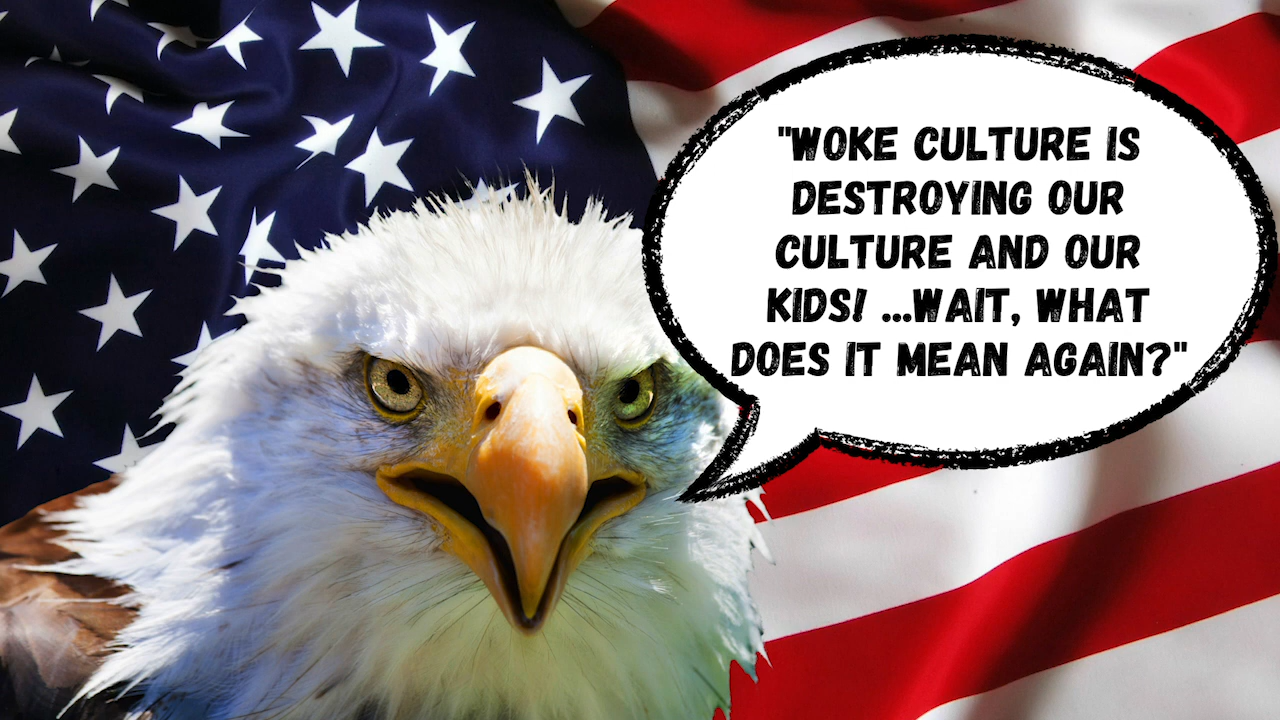 "WOKE CULTURE IS
DESTROYING OUR
CULTURE AND OUR
KIDS! ...WAIT, WHAT
DOES IT MEAN AGAIN?"